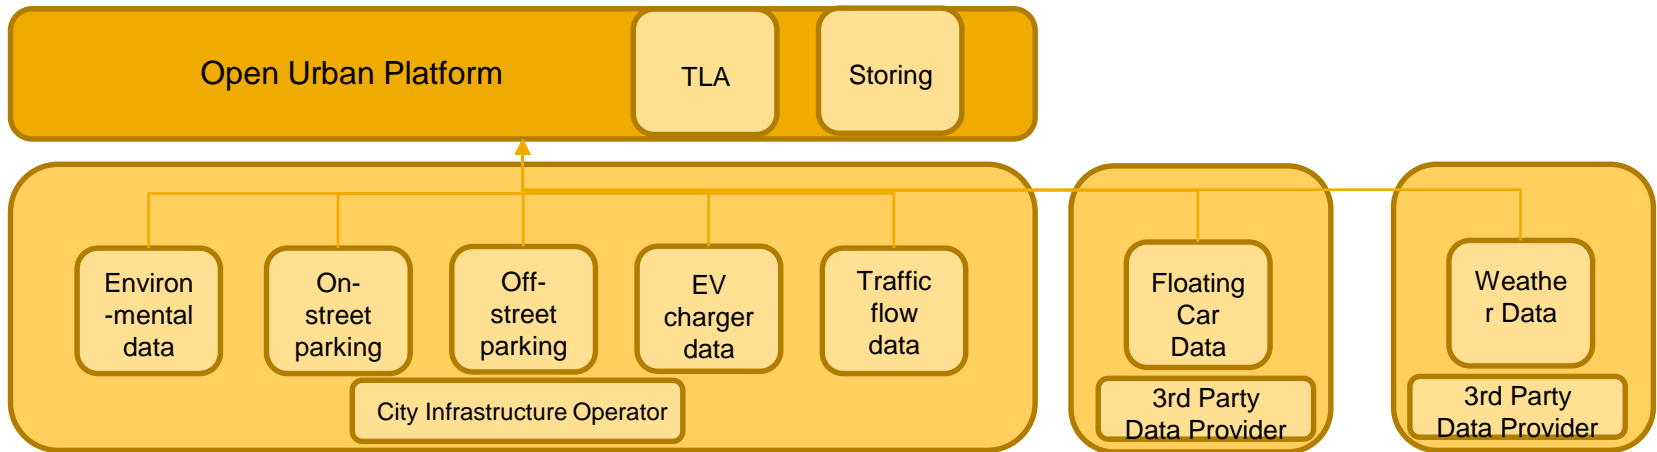 Open Urban Platform
TLA
Storing
Environ
-mental
data
On-
street
parking
Off-
street
parking
EV
charger
data
Traffic
flow
data
Floating
Car
Data
Weathe
r Data
City Infrastructure Operator
3rd Party
Data Provider
3rd Party
Data Provider